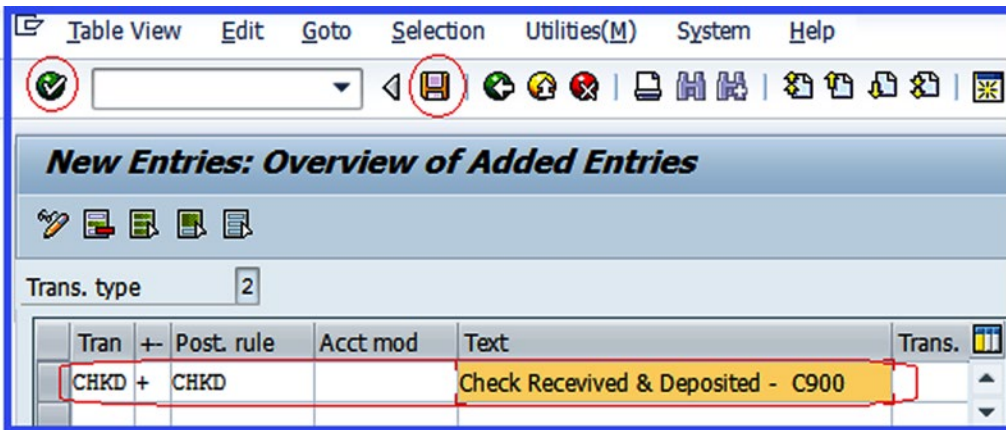 Table View Edit Goto Selection Utilities(M) System Help
New Entries: Overview of Added Entries
Trans. type 2
Tran +- Post. rule Acct mod Text Trans.
CHKD + CHKD Check Recevived & Deposited - C900